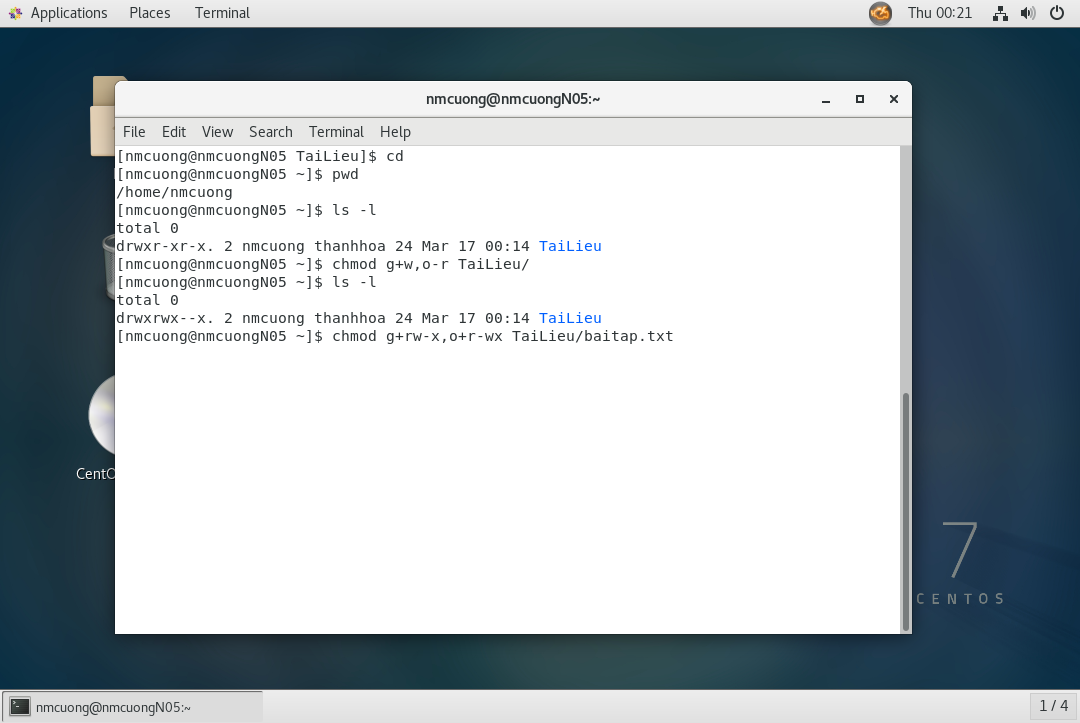 Applications Places Terminal Thu 00:21
nmcuong@nmcuongN05:~
File Edit View Search Terminal Help
[nmcuong@nmcuongN05 TaiLieu]$ cd
[nmcuong@nmcuongN05 ~]$ pwd
/home/nmcuong
[nmcuong@nmcuongN05 ~]$ ls -l
total 0
drwxr-xr-x. 2 nmcuong thanhhoa 24 Mar 17 00:14 TaiLieu
[nmcuong@nmcuongN05 ~]$ chmod g+w,o-r TaiLieu/
[nmcuong@nmcuongN05 ~]$ ls -l
total 0
drwxrwx--x. 2 nmcuong thanhhoa 24 Mar 17 00:14 TaiLieu
[nmcuong@nmcuongN05 ~]$ chmod g+rw-x,o+r-wx TaiLieu/baitap.txt
CentO
7
CENTOS
nmcuong@nmcuongN05:~ 1 / 4